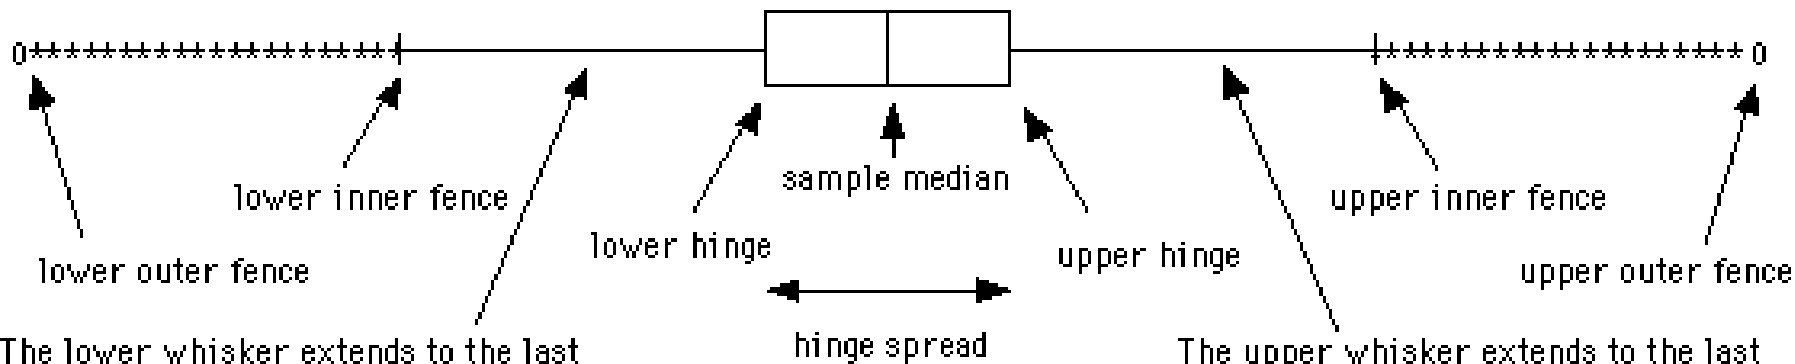 0********************** ********************** 0
sample median
lower inner fence
upper inner fence
lower hinge
upper hinge
lower outer fence
upper outer fence
hinge spread
The lower whisker extends to the last
The upper whisker extends to the last